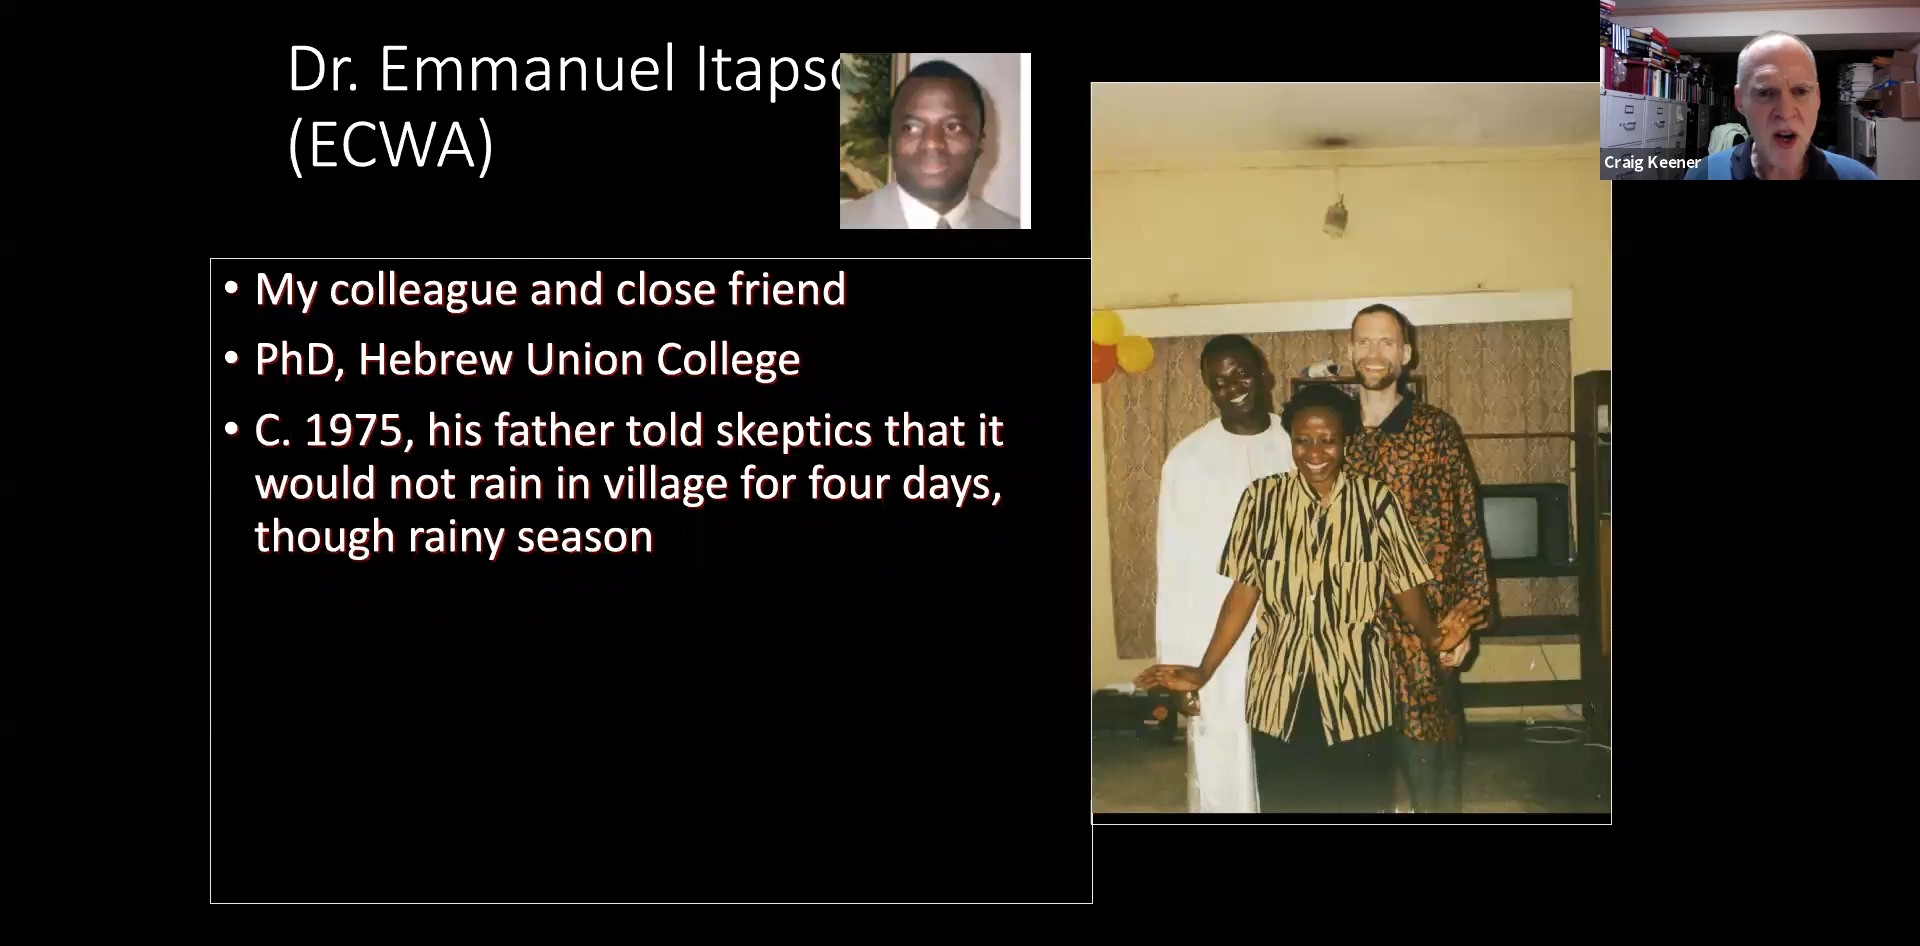 Dr. Emmanuel Itaps
(ECWA)
• My colleague and close friend
• PhD, Hebrew Union College
• C. 1975, his father told skeptics that it
would not rain in village for four days,
though rainy season
Craig Keener